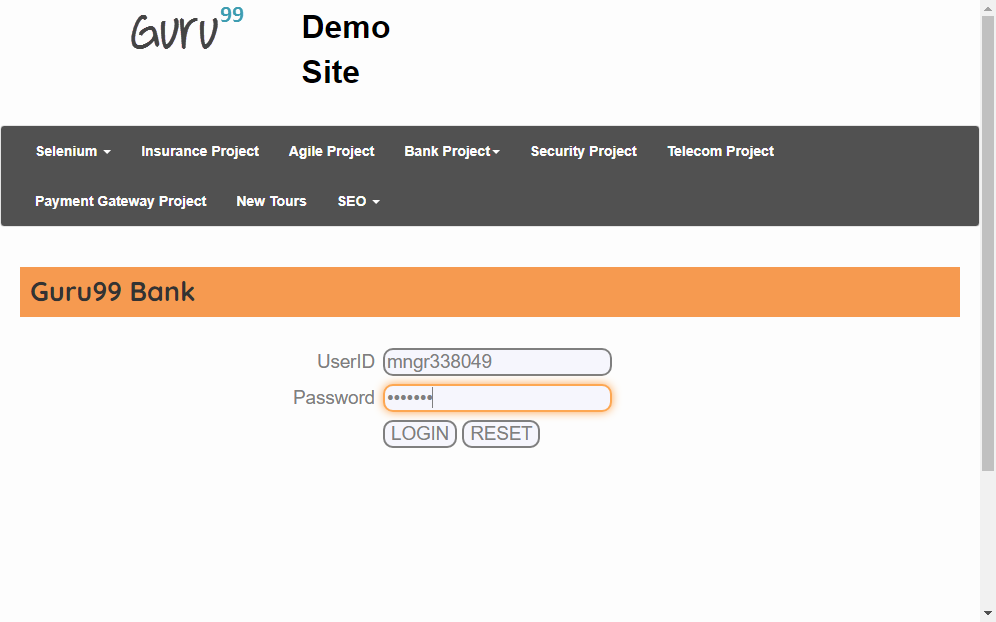 Guru99
Demo
Site
Selenium Insurance Project Agile Project Bank Project Security Project Telecom Project
Payment Gateway Project New Tours SEO
Guru99 Bank
UserID mngr338049
Password •••••••
LOGIN RESET